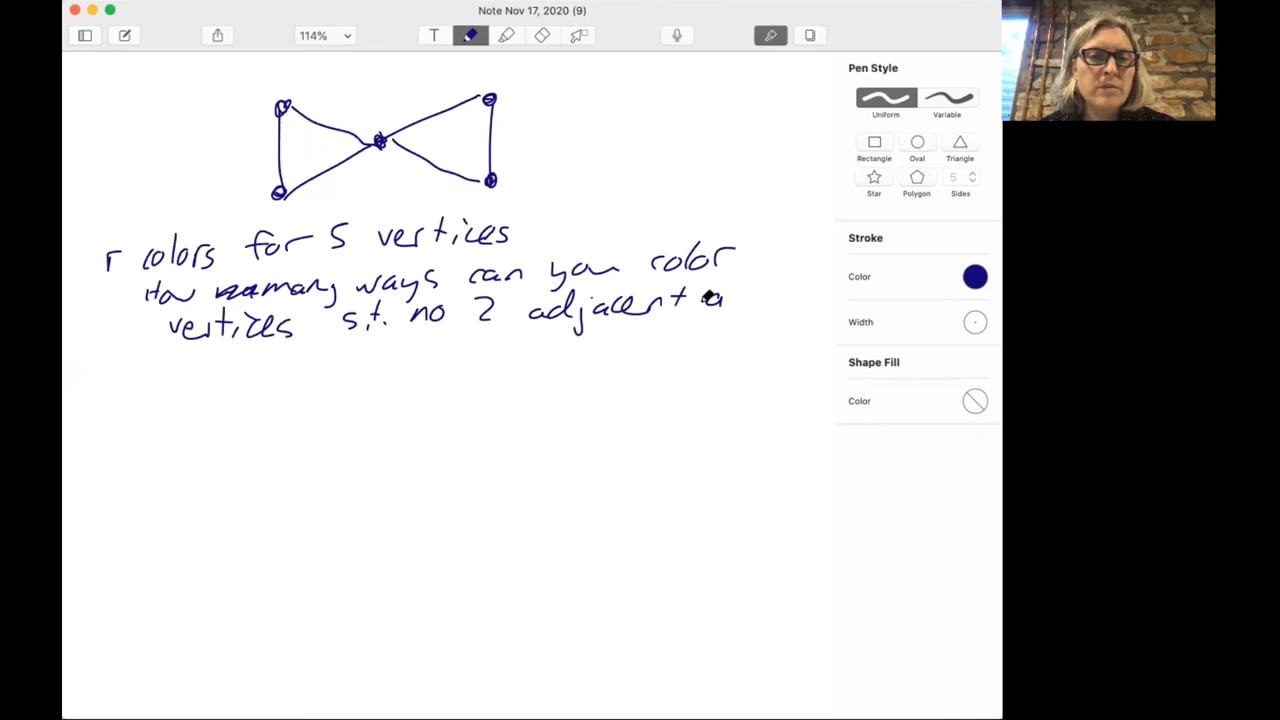 Note Nov 17, 2020 (9)
114%
T
Pen Style
Uniform Variable
Rectangle Oval Triangle
5
Star Polygon Sides
Stroke
Color
Width
Shape Fill
Color
r colors for 5 vertices
How many ways can you color
vertices s.t. no 2 adjacent a